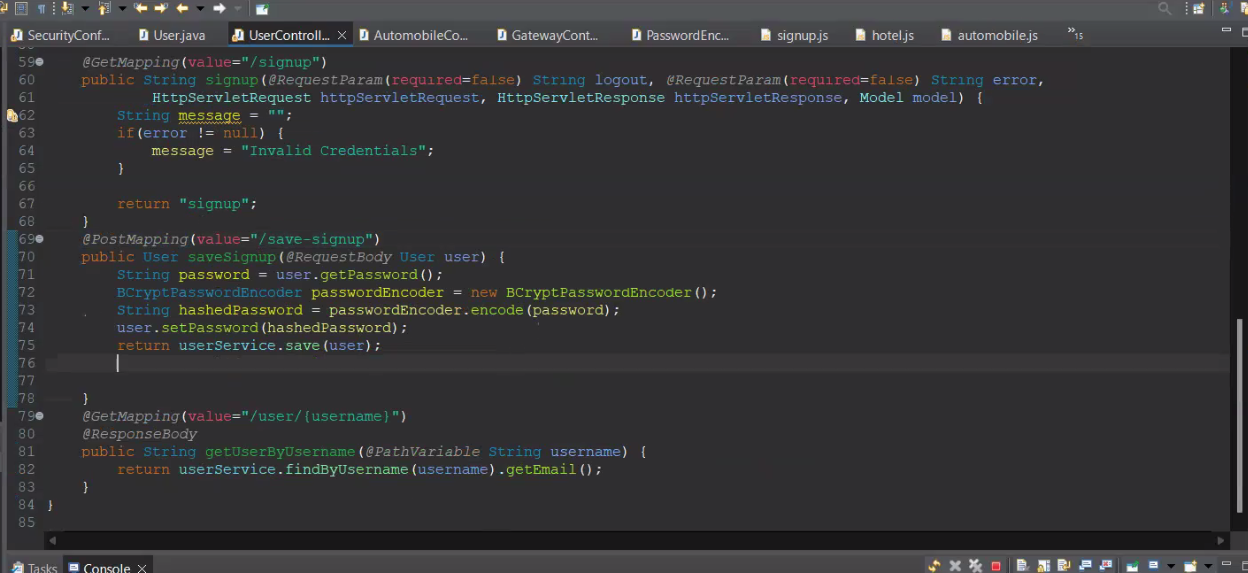 SecurityConf... User.java UserControll... AutomobileCo... GatewayCont... PasswordEnc... signup.js hotel.js automobile.js »15
59 @GetMapping(value="/signup")
60 public String signup(@RequestParam(required=false) String logout, @RequestParam(required=false) String error,
61 HttpServletRequest httpServletRequest, HttpServletResponse httpServletResponse, Model model) {
62 String message = "";
63 if(error != null) {
64 message = "Invalid Credentials";
65 }
66
67 return "signup";
68 }
69 @PostMapping(value="/save-signup")
70 public User saveSignup(@RequestBody User user) {
71 String password = user.getPassword();
72 BCryptPasswordEncoder passwordEncoder = new BCryptPasswordEncoder();
73 String hashedPassword = passwordEncoder.encode(password);
74 user.setPassword(hashedPassword);
75 return userService.save(user);
76
77
78 }
79 @GetMapping(value="/user/{username}")
80 @ResponseBody
81 public String getUserByUsername(@PathVariable String username) {
82 return userService.findByUsername(username).getEmail();
83 }
84 }
85
Tasks Console